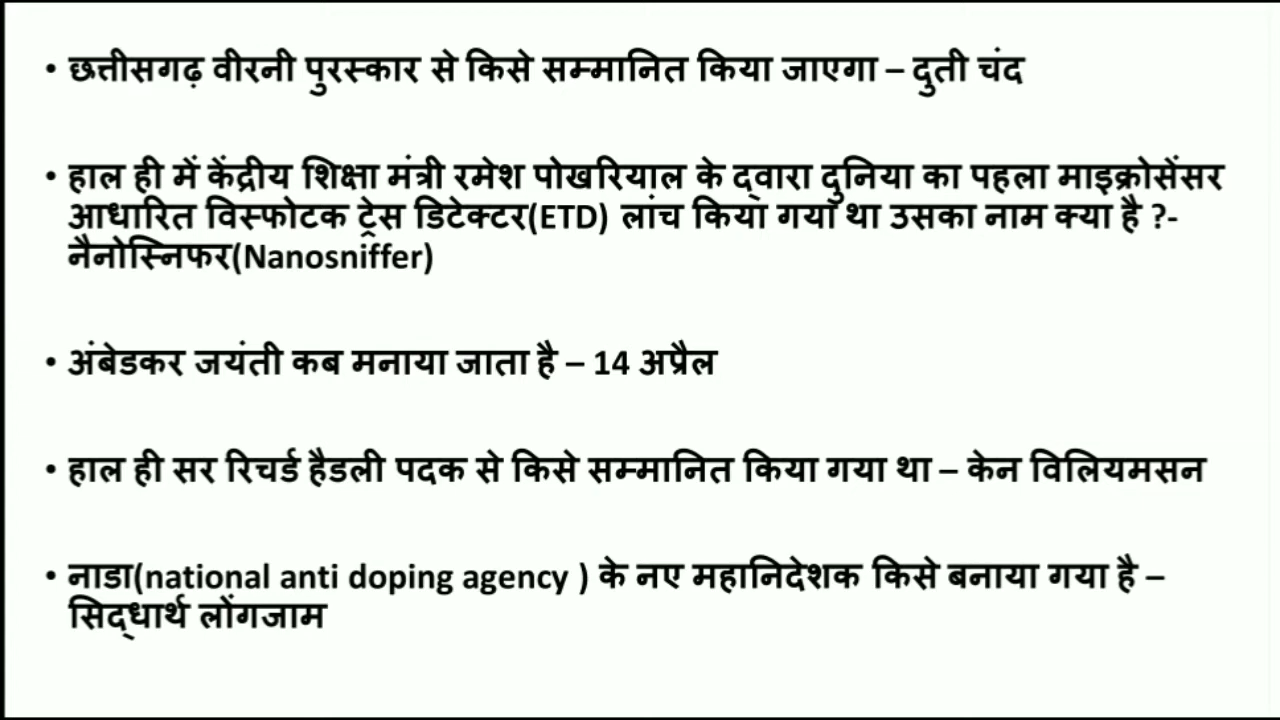 • छत्तीसगढ़ वीरनी पुरस्कार से किसे सम्मानित किया जाएगा – दुती चंद
• हाल ही में केंद्रीय शिक्षा मंत्री रमेश पोखरियाल के द्वारा दुनिया का पहला माइक्रोसेंसर
आधारित विस्फोटक ट्रेस डिटेक्टर(ETD) लांच किया गया था उसका नाम क्या है ?-
नैनोस्निफर(Nanosniffer)
• अंबेडकर जयंती कब मनाया जाता है – 14 अप्रैल
• हाल ही सर रिचर्ड हैडली पदक से किसे सम्मानित किया गया था – केन विलियमसन
• नाडा(national anti doping agency ) के नए महानिदेशक किसे बनाया गया है –
सिद्धार्थ लोंगजाम